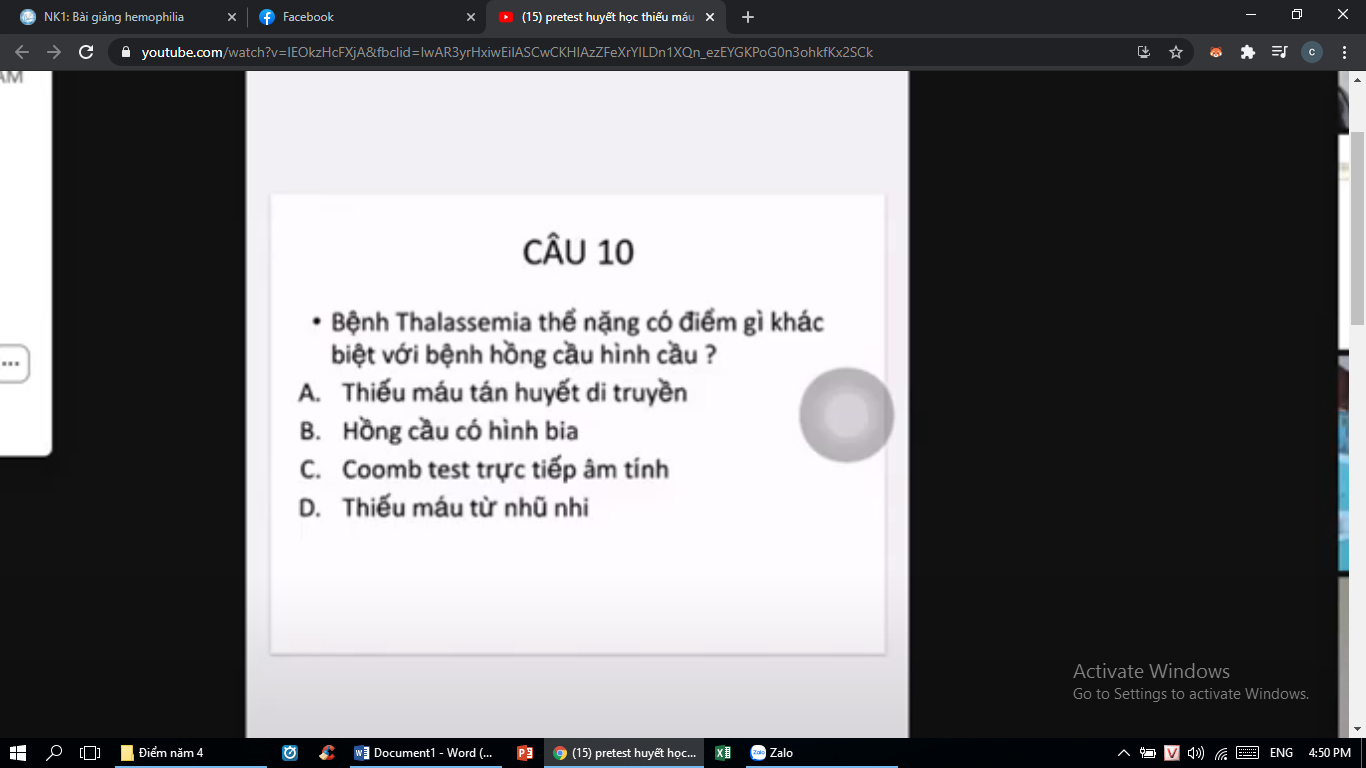 NK1: Bài giảng hemophilia
Facebook
(15) pretest huyết học thiếu máu
youtube.com/watch?v=IEOkzHcFXjA&fbclid=IwAR3yrHxiwEilASCwCKHIAzZFeXrYILDn1XQn_ezEYGKPoG0n3ohkfKx2SCk
c
AM
CÂU 10
• Bệnh Thalassemia thể nặng có điểm gì khác
biệt với bệnh hồng cầu hình cầu ?
A. Thiếu máu tán huyết di truyền
B. Hồng cầu có hình bia
C. Coomb test trực tiếp âm tính
D. Thiếu máu từ nhũ nhi
Activate Windows
Go to Settings to activate Windows.
Điểm năm 4
Document1 - Word (...
(15) pretest huyết học...
Zalo
ENG
4:50 PM